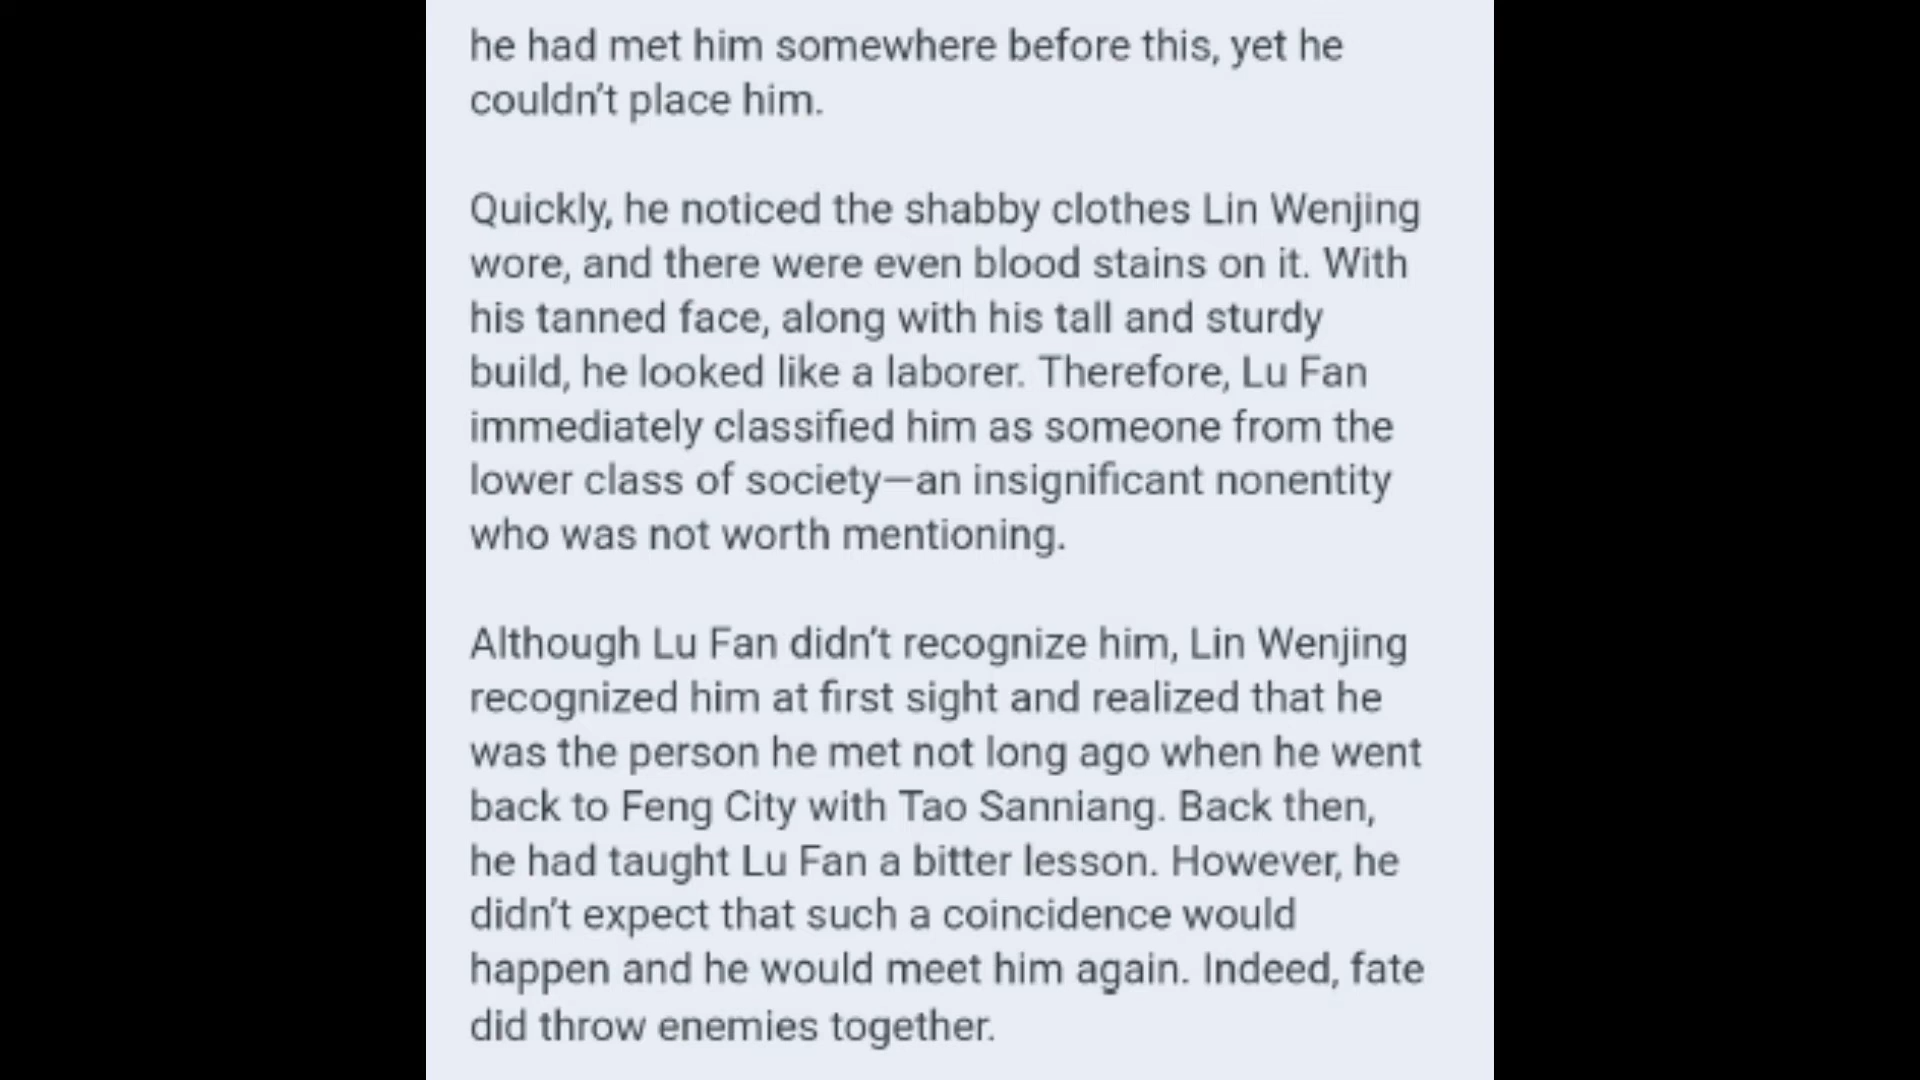 he had met him somewhere before this, yet he
couldn’t place him.
Quickly, he noticed the shabby clothes Lin Wenjing
wore, and there were even blood stains on it. With
his tanned face, along with his tall and sturdy
build, he looked like a laborer. Therefore, Lu Fan
immediately classified him as someone from the
lower class of society—an insignificant nonentity
who was not worth mentioning.
Although Lu Fan didn’t recognize him, Lin Wenjing
recognized him at first sight and realized that he
was the person he met not long ago when he went
back to Feng City with Tao Sanniang. Back then,
he had taught Lu Fan a bitter lesson. However, he
didn’t expect that such a coincidence would
happen and he would meet him again. Indeed, fate
did throw enemies together.